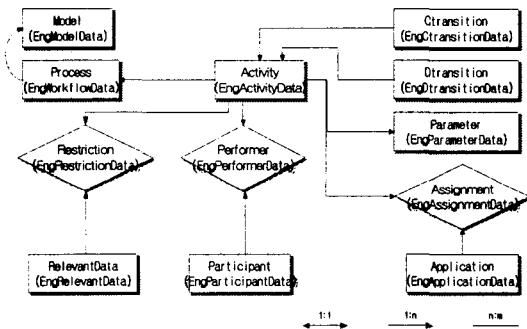 Model
(EngModelData)
Ctransition
(EngCtransitionData)
Process
(EngWorkflowData)
Activity
(EngActivityData)
Dtransition
(EngDtransitionData)
Parameter
(EngParameterData)
Restriction
(EngRestrictionData)
Performer
(EngPerformerData)
Assignment
(EngAssignmentData)
RelevantData
(EngRelevantData)
Participant
(EngParticipantData)
Application
(EngApplicationData)
1:1
1:n
n:m